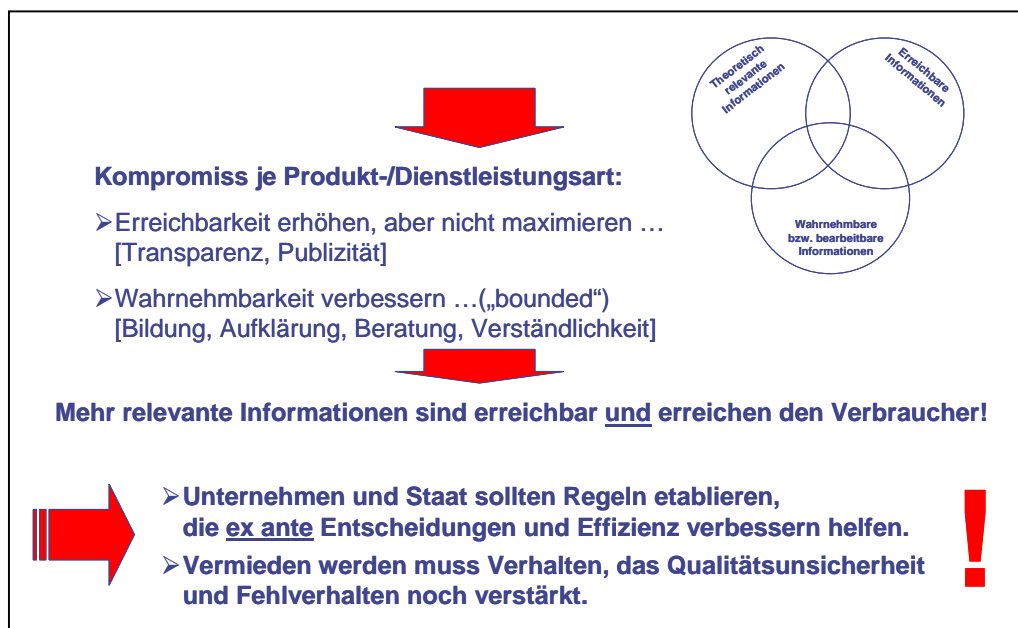 Theoretisch
relevante
Informationen
Erreichbare
Informationen
Wahrnehmbare
bzw. bearbeitbare
Informationen
Kompromiss je Produkt-/Dienstleistungsart:
➢Erreichbarkeit erhöhen, aber nicht maximieren …
[Transparenz, Publizität]
➢Wahrnehmbarkeit verbessern …(„bounded“)
[Bildung, Aufklärung, Beratung, Verständlichkeit]
Mehr relevante Informationen sind erreichbar und erreichen den Verbraucher!
➢Unternehmen und Staat sollten Regeln etablieren,
die ex ante Entscheidungen und Effizienz verbessern helfen.
➢Vermieden werden muss Verhalten, das Qualitätsunsicherheit
und Fehlverhalten noch verstärkt.
!